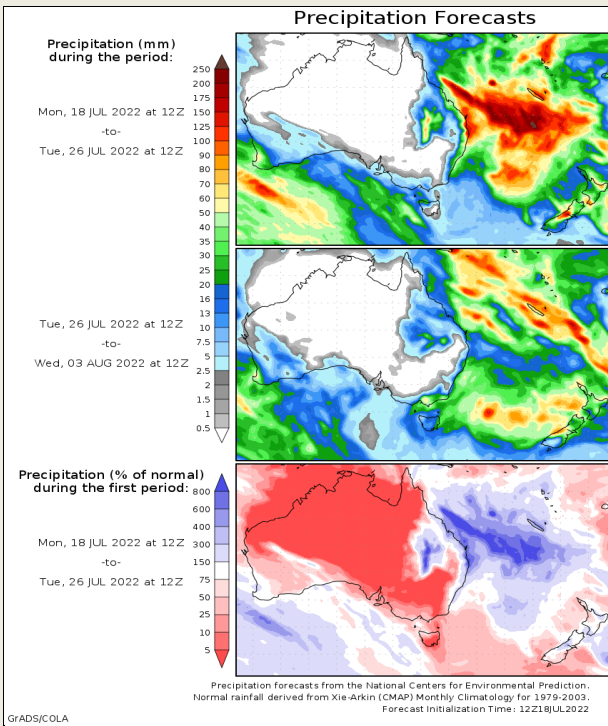 Precipitation Forecasts
Precipitation (mm)
during the period:
Mon, 18 JUL 2022 at 12Z
-to-
Tue, 26 JUL 2022 at 12Z
250
200
175
150
125
100
90
80
70
60
50
40
35
30
25
20
16
13
10
7.5
5
2.5
2
1.5
1
0.5
Tue, 26 JUL 2022 at 12Z
-to-
Wed, 03 AUG 2022 at 12Z
Precipitation (% of normal)
during the first period:
Mon, 18 JUL 2022 at 12Z
-to-
Tue, 26 JUL 2022 at 12Z
800
600
400
300
150
75
50
25
10
5
Precipitation forecasts from the National Centers for Environmental Prediction.
Normal rainfall derived from Xie-Arkin (CMAP) Monthly Climatology for 1979-2003.
Forecast Initialization Time: 12Z18JUL2022
GrADS/COLA